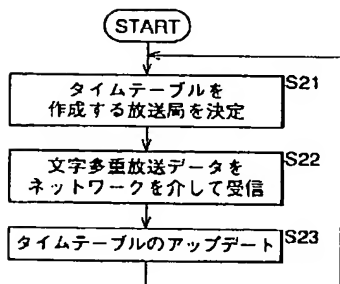 START
タイムテーブルを
作成する放送局を決定
S21
文字多重放送データを
ネットワークを介して受信
S22
タイムテーブルのアップデート
S23